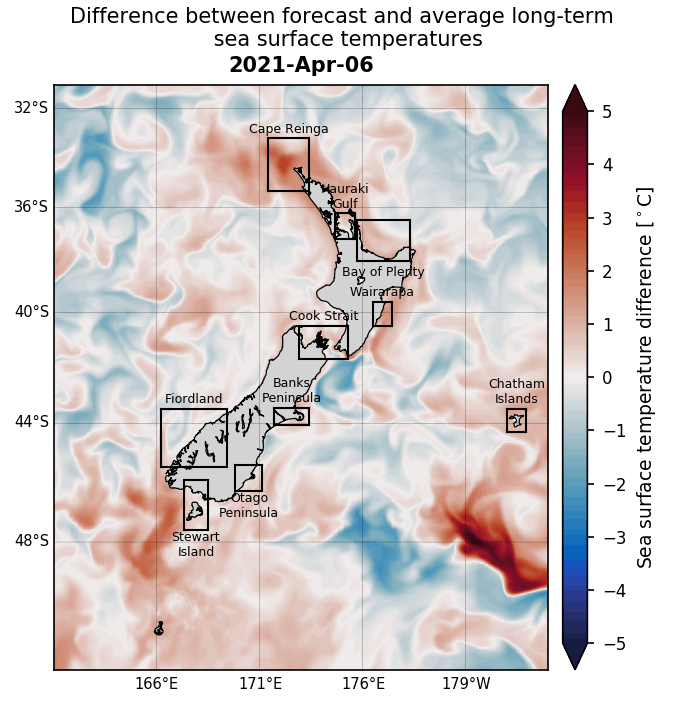 Difference between forecast and average long-term
sea surface temperatures
2021-Apr-06
32°S
36°S
40°S
44°S
48°S
Cape Reinga
Hauraki
Gulf
Bay of Plenty
Wairarapa
Cook Strait
Banks
Peninsula
Fiordland
Chatham
Islands
Otago
Peninsula
Stewart
Island
166°E
171°E
176°E
179°W
5
4
3
2
1
0
−1
−2
−3
−4
−5
Sea surface temperature difference [°C]